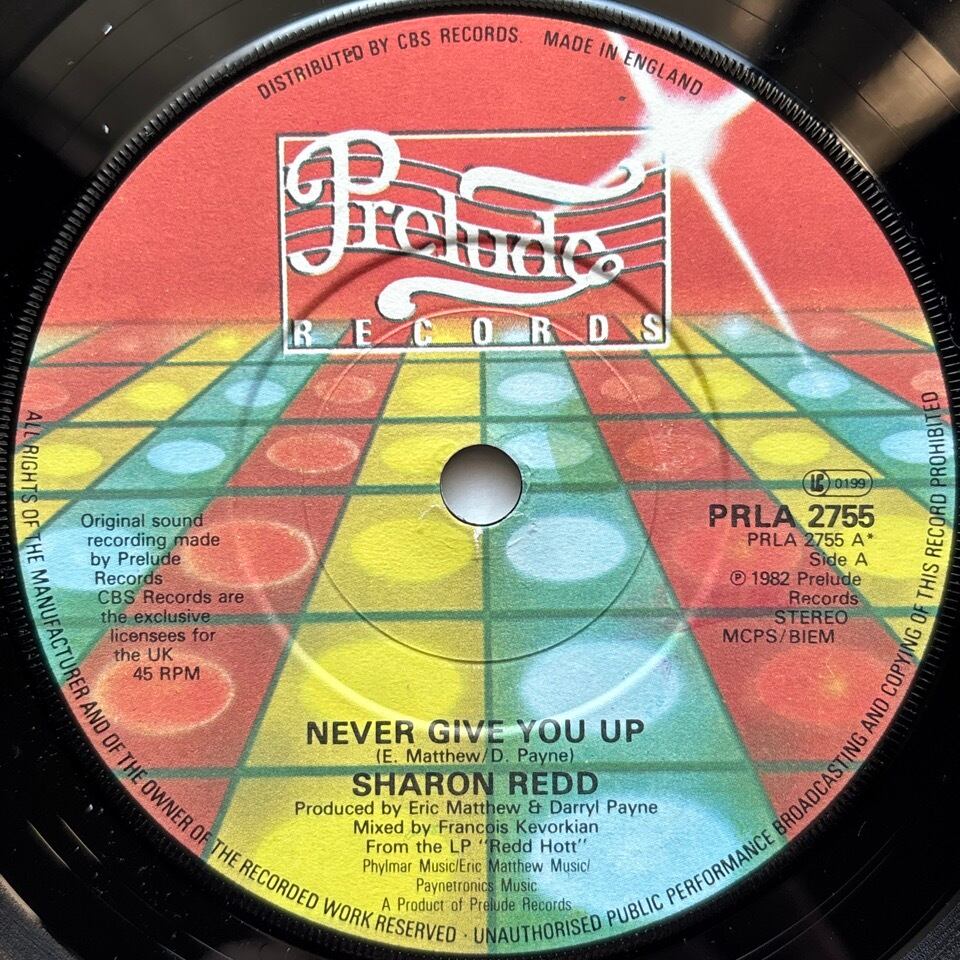 DISTRIBUTED BY CBS RECORDS. MADE IN ENGLAND
Prelude
RECORDS
LC 0199
PRLA 2755
PRLA 2755 A*
Side A
℗ 1982 Prelude
Records
STEREO
MCPS/BIEM
Original sound
recording made
by Prelude
Records
CBS Records are
the exclusive
licensees for
the UK
45 RPM
NEVER GIVE YOU UP
(E. Matthew/D. Payne)
SHARON REDD
Produced by Eric Matthew & Darryl Payne
Mixed by Francois Kevorkian
From the LP "Redd Hott"
Phylmar Music/Eric Matthew Music/
Paynetronics Music
A Product of Prelude Records
ALL RIGHTS OF THE MANUFACTURER AND OF THE OWNER OF THE RECORDED WORK RESERVED · UNAUTHORISED PUBLIC PERFORMANCE BROADCASTING AND COPYING OF THIS RECORD PROHIBITED